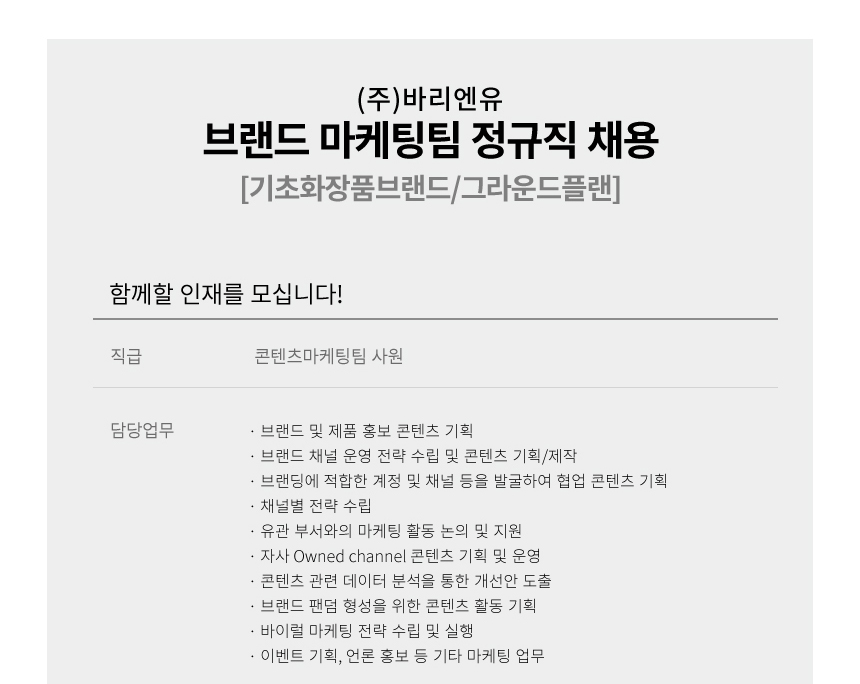 (주)바리엔유
브랜드 마케팅팀 정규직 채용
[기초화장품브랜드/그라운드플랜]
함께할 인재를 모십니다!
직급 콘텐츠마케팅팀 사원
담당업무 · 브랜드 및 제품 홍보 콘텐츠 기획
· 브랜드 채널 운영 전략 수립 및 콘텐츠 기획/제작
· 브랜딩에 적합한 계정 및 채널 등을 발굴하여 협업 콘텐츠 기획
· 채널별 전략 수립
· 유관 부서와의 마케팅 활동 논의 및 지원
· 자사 Owned channel 콘텐츠 기획 및 운영
· 콘텐츠 관련 데이터 분석을 통한 개선안 도출
· 브랜드 팬덤 형성을 위한 콘텐츠 활동 기획
· 바이럴 마케팅 전략 수립 및 실행
· 이벤트 기획, 언론 홍보 등 기타 마케팅 업무